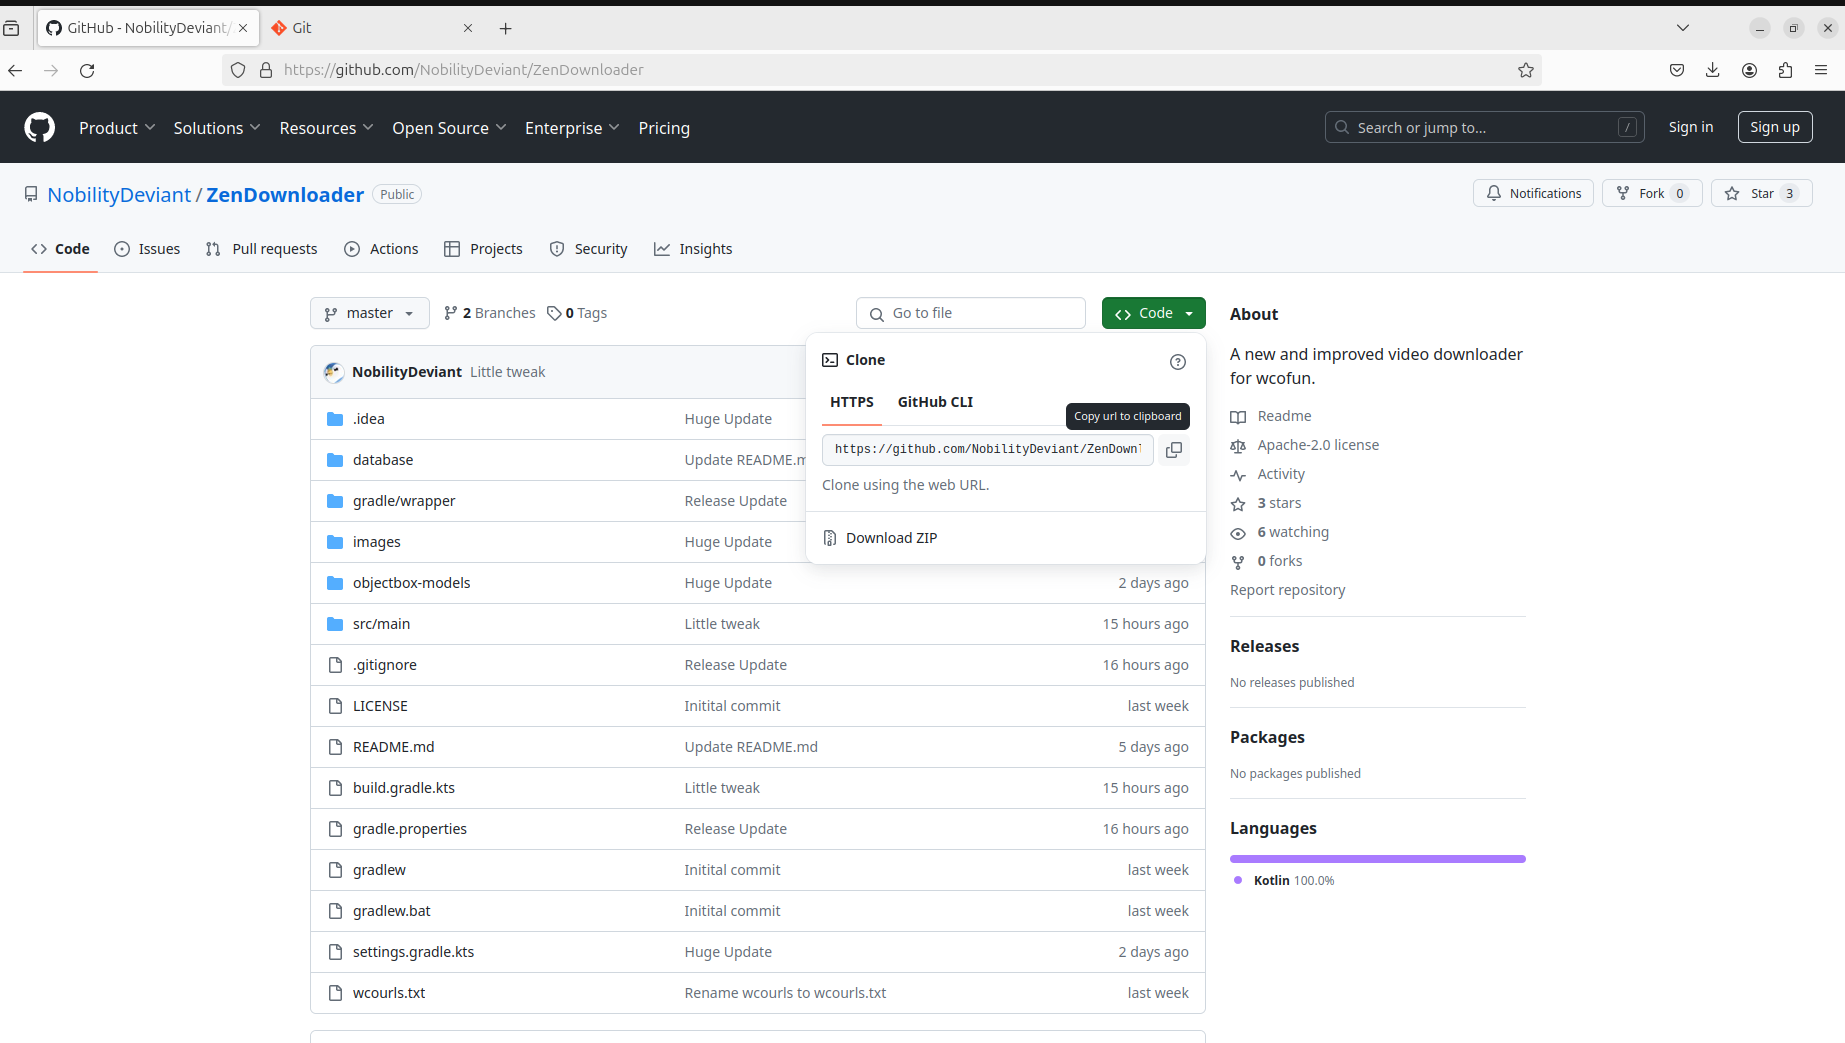 GitHub - NobilityDeviant/
Git
https://github.com/NobilityDeviant/ZenDownloader
Product
Solutions
Resources
Open Source
Enterprise
Pricing
Search or jump to...
/
Sign in
Sign up
NobilityDeviant / ZenDownloader
Public
Notifications
Fork 0
Star 3
Code
Issues
Pull requests
Actions
Projects
Security
Insights
master
2 Branches
0 Tags
Go to file
Code
NobilityDeviant Little tweak
.idea Huge Update
database Update README.m
gradle/wrapper Release Update
images Huge Update
objectbox-models Huge Update 2 days ago
src/main Little tweak 15 hours ago
.gitignore Release Update 16 hours ago
LICENSE Initital commit last week
README.md Update README.md 5 days ago
build.gradle.kts Little tweak 15 hours ago
gradle.properties Release Update 16 hours ago
gradlew Initital commit last week
gradlew.bat Initital commit last week
settings.gradle.kts Huge Update 2 days ago
wcourls.txt Rename wcourls to wcourls.txt last week
Clone
HTTPS
GitHub CLI
Copy url to clipboard
https://github.com/NobilityDeviant/ZenDownl
Clone using the web URL.
Download ZIP
About
A new and improved video downloader
for wcofun.
Readme
Apache-2.0 license
Activity
3 stars
6 watching
0 forks
Report repository
Releases
No releases published
Packages
No packages published
Languages
Kotlin 100.0%